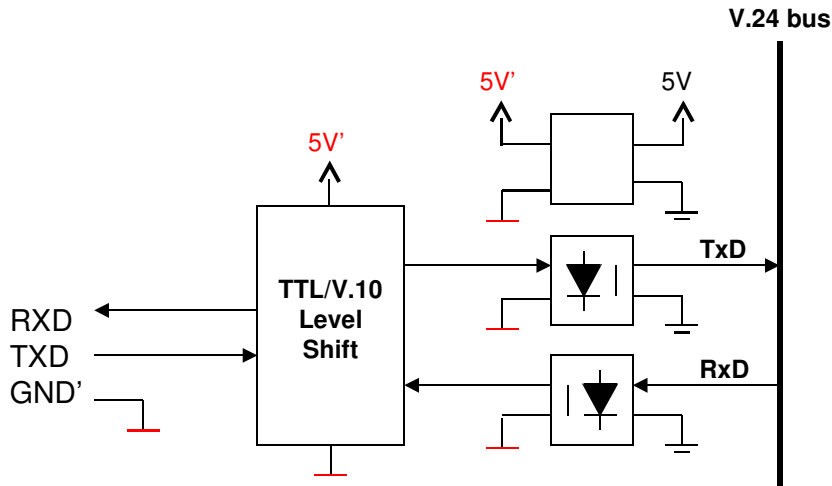 V.24 bus
5V'
5V
5V'
TxD
TTL/V.10
Level
Shift
RXD
TXD
GND'
RxD